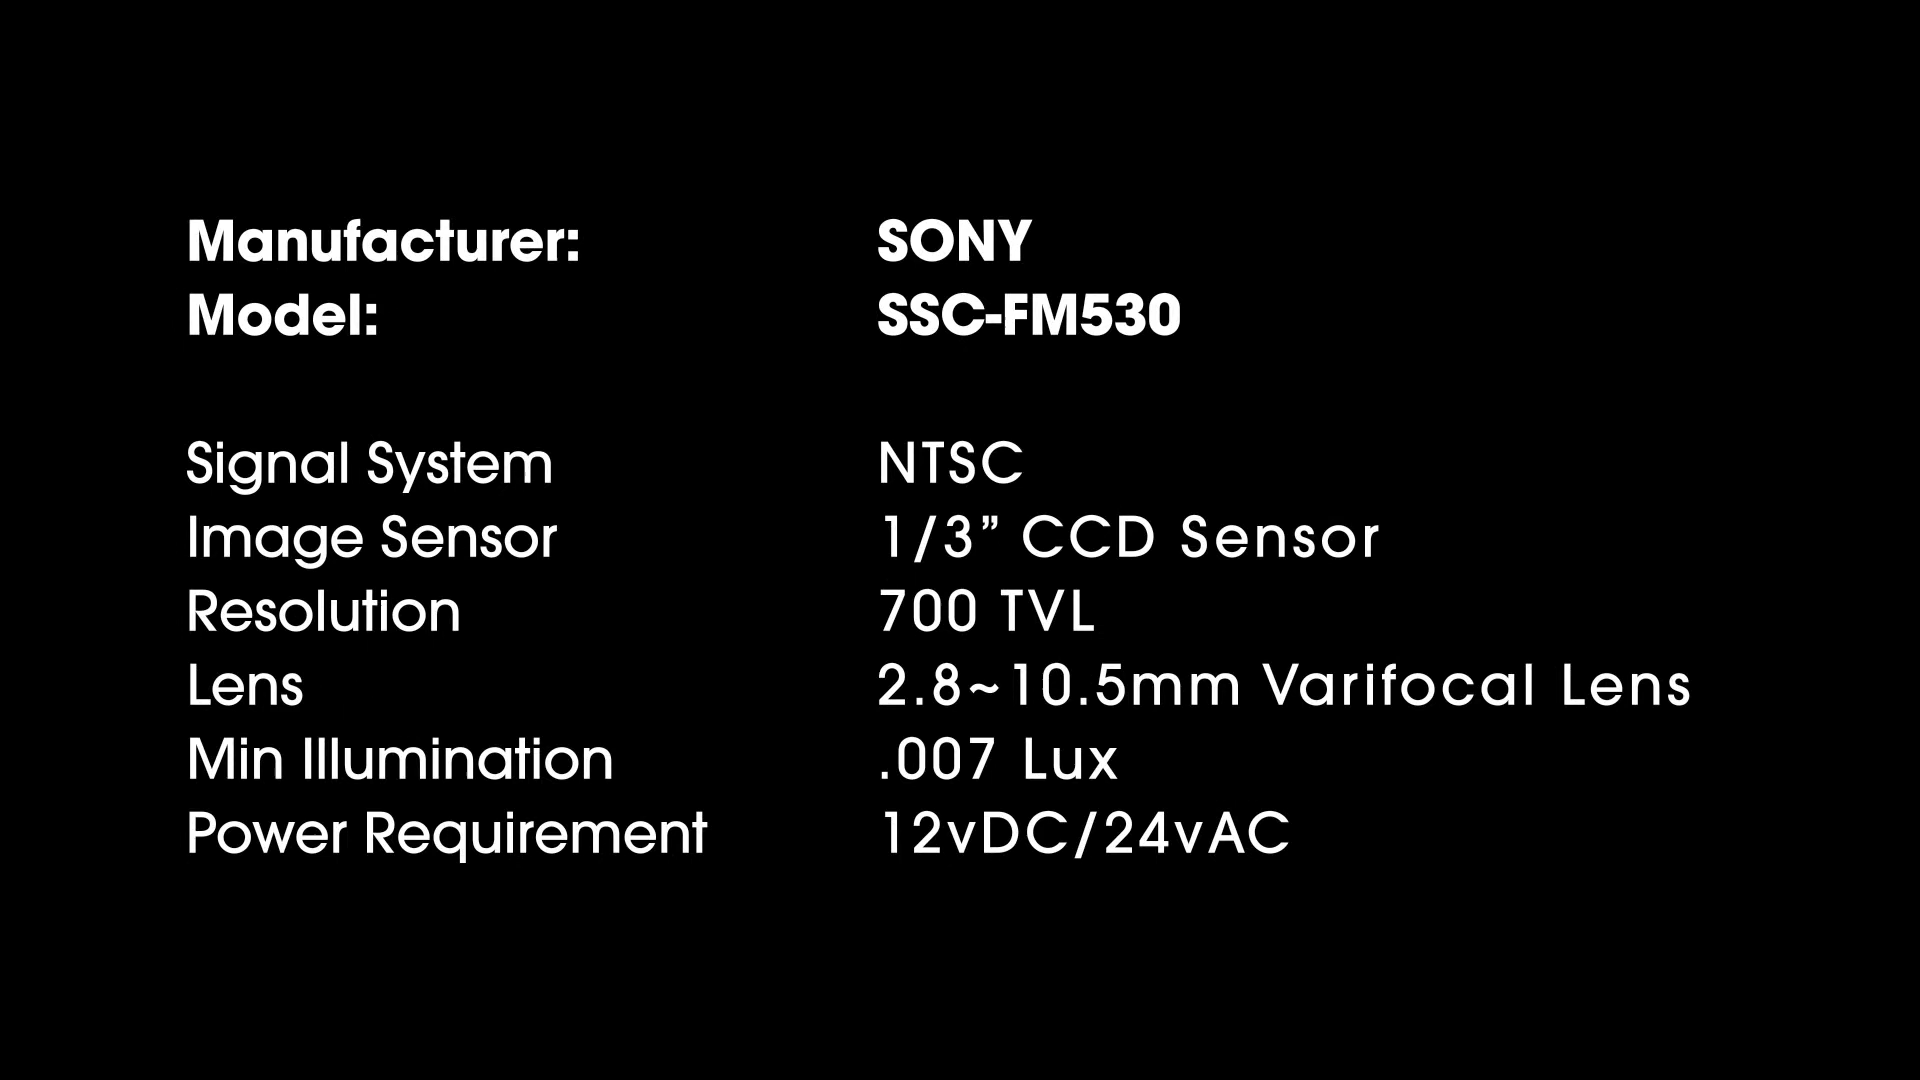 Manufacturer: SONY
Model: SSC-FM530
Signal System NTSC
Image Sensor 1/3” CCD Sensor
Resolution 700 TVL
Lens 2.8~10.5mm Varifocal Lens
Min Illumination .007 Lux
Power Requirement 12vDC/24vAC